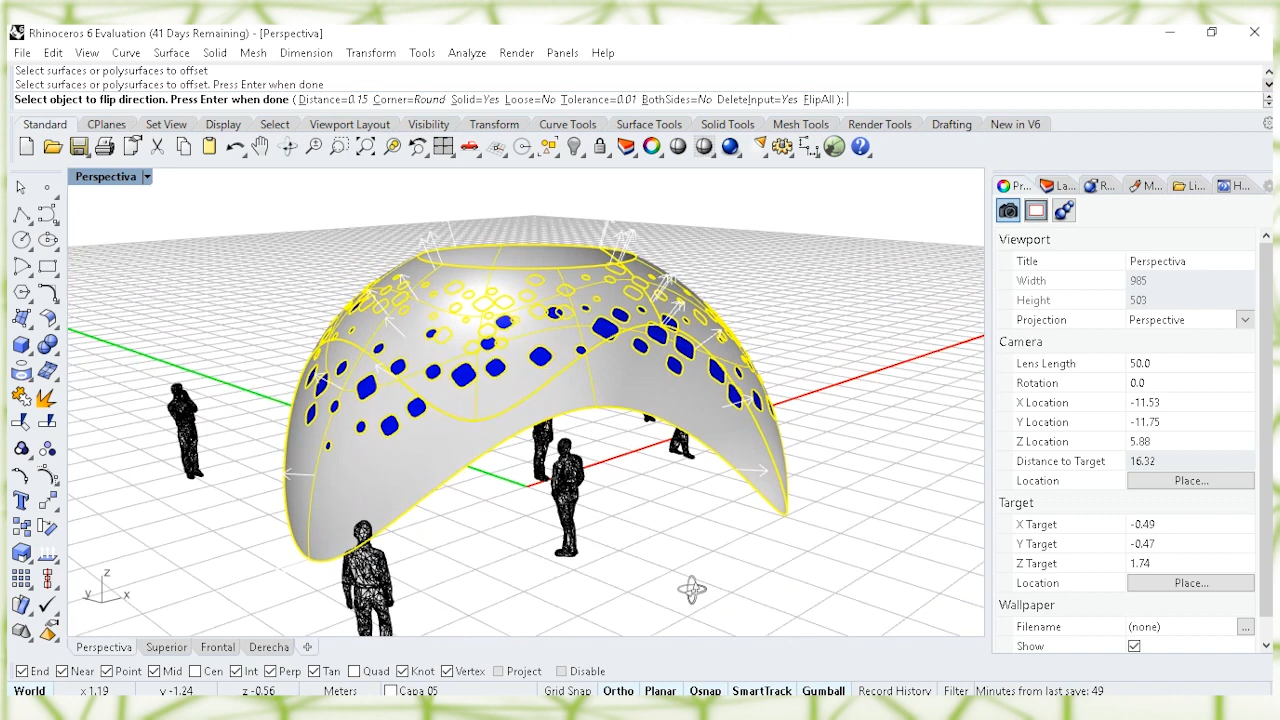 Rhinoceros 6 Evaluation (41 Days Remaining) - [Perspectiva]
File Edit View Curve Surface Solid Mesh Dimension Transform Tools Analyze Render Panels Help
Select surfaces or polysurfaces to offset
Select surfaces or polysurfaces to offset. Press Enter when done
Select object to flip direction. Press Enter when done ( Distance=0.15 Corner=Round Solid=Yes Loose=No Tolerance=0.01 BothSides=No DeleteInput=Yes FlipAll ):
Standard CPlanes Set View Display Select Viewport Layout Visibility Transform Curve Tools Surface Tools Solid Tools Mesh Tools Render Tools Drafting New in V6
Perspectiva
Pr... La... R... M... Li... H...
Viewport
Title Perspectiva
Width 985
Height 503
Projection Perspective
Camera
Lens Length 50.0
Rotation 0.0
X Location -11.53
Y Location -11.75
Z Location 5.88
Distance to Target 16.32
Location Place...
Target
X Target -0.49
Y Target -0.47
Z Target 1.74
Location Place...
Wallpaper
Filename (none) ...
Show
z
y x
Perspectiva Superior Frontal Derecha
End Near Point Mid Cen Int Perp Tan Quad Knot Vertex Project Disable
World x 1.19 y -1.24 z -0.56 Meters Capa 05 Grid Snap Ortho Planar Osnap SmartTrack Gumball Record History Filter Minutes from last save: 49